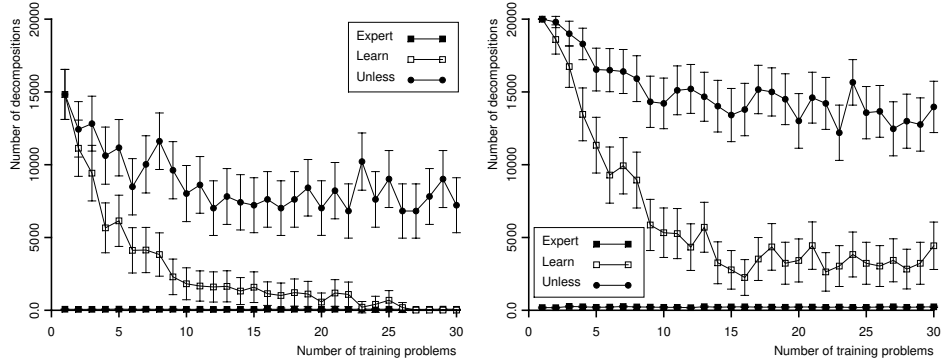 Number of decompositions
20000
15000
10000
5000
0.0
Expert
Learn
Unless
0 5 10 15 20 25 30
Number of training problems
Number of decompositions
20000
15000
10000
5000
0.0
Expert
Learn
Unless
0 5 10 15 20 25 30
Number of training problems